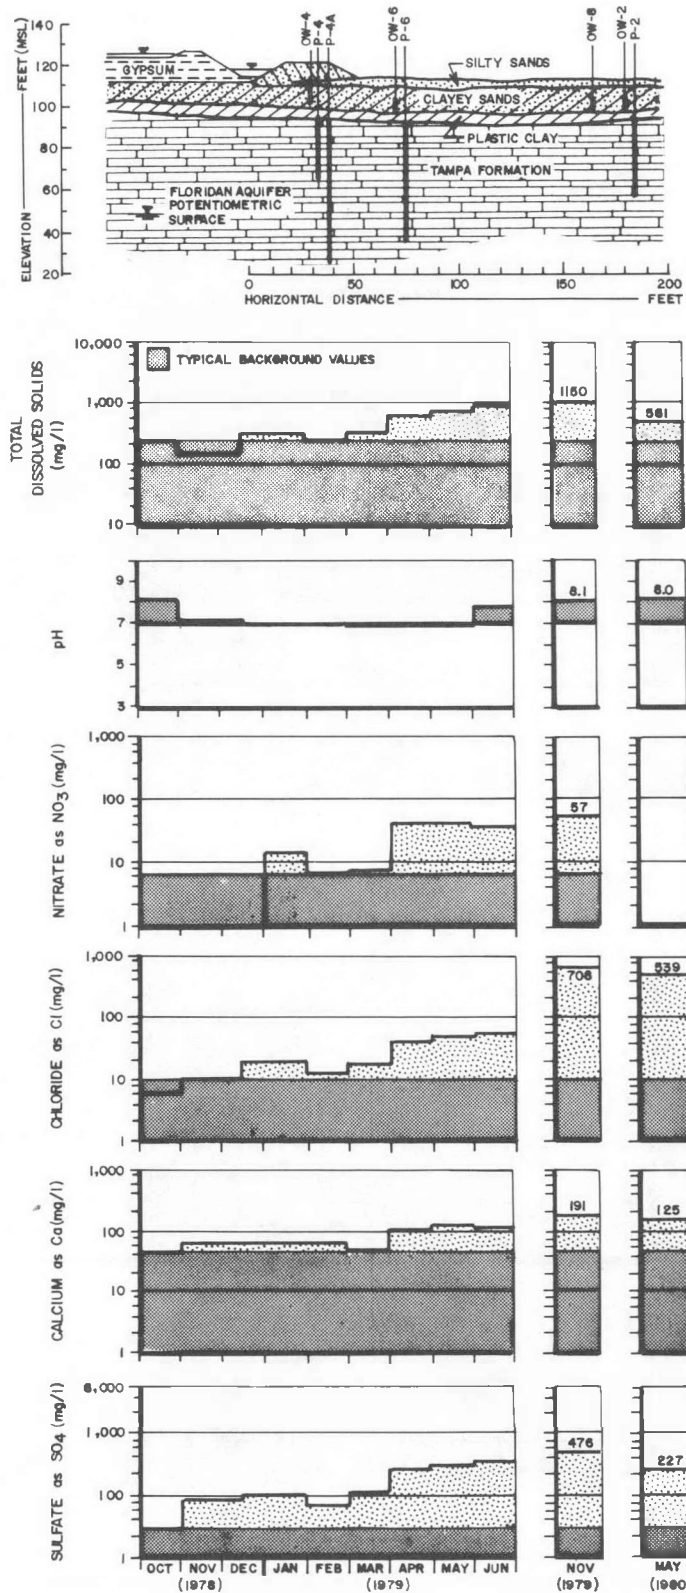 FEET (MSL)
ELEVATION
140
120
100
80
60
40
20
OW-4
P-4
P-4A
OW-6
P-6
OW-8
OW-2
P-2
GYPSUM
SILTY SANDS
CLAYEY SANDS
PLASTIC CLAY
TAMPA FORMATION
FLORIDAN AQUIFER
POTENTIOMETRIC
SURFACE
0 50 100 150 200
HORIZONTAL DISTANCE FEET
TOTAL
DISSOLVED SOLIDS
(mg/l)
10,000
1,000
100
10
TYPICAL BACKGROUND VALUES
1150
561
pH
9
7
5
3
8.1
8.0
NITRATE as NO3 (mg/l)
1,000
100
10
1
57
CHLORIDE as Cl (mg/l)
1,000
100
10
1
708
539
CALCIUM as Ca (mg/l)
1,000
100
10
1
191
125
SULFATE as SO4 (mg/l)
6,000
1,000
100
1
476
227
OCT NOV DEC JAN FEB MAR APR MAY JUN
(1978) (1979)
NOV
(1979)
MAY
(1980)